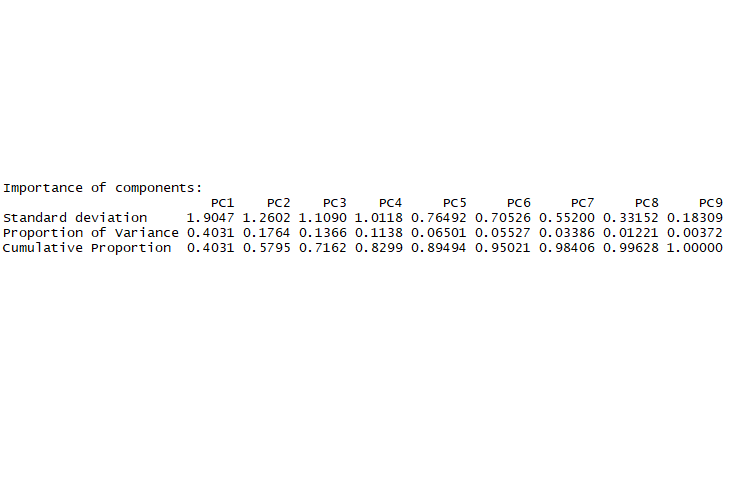 Importance of components:
PC1 PC2 PC3 PC4 PC5 PC6 PC7 PC8 PC9
Standard deviation 1.9047 1.2602 1.1090 1.0118 0.76492 0.70526 0.55200 0.33152 0.18309
Proportion of Variance 0.4031 0.1764 0.1366 0.1138 0.06501 0.05527 0.03386 0.01221 0.00372
Cumulative Proportion 0.4031 0.5795 0.7162 0.8299 0.89494 0.95021 0.98406 0.99628 1.00000